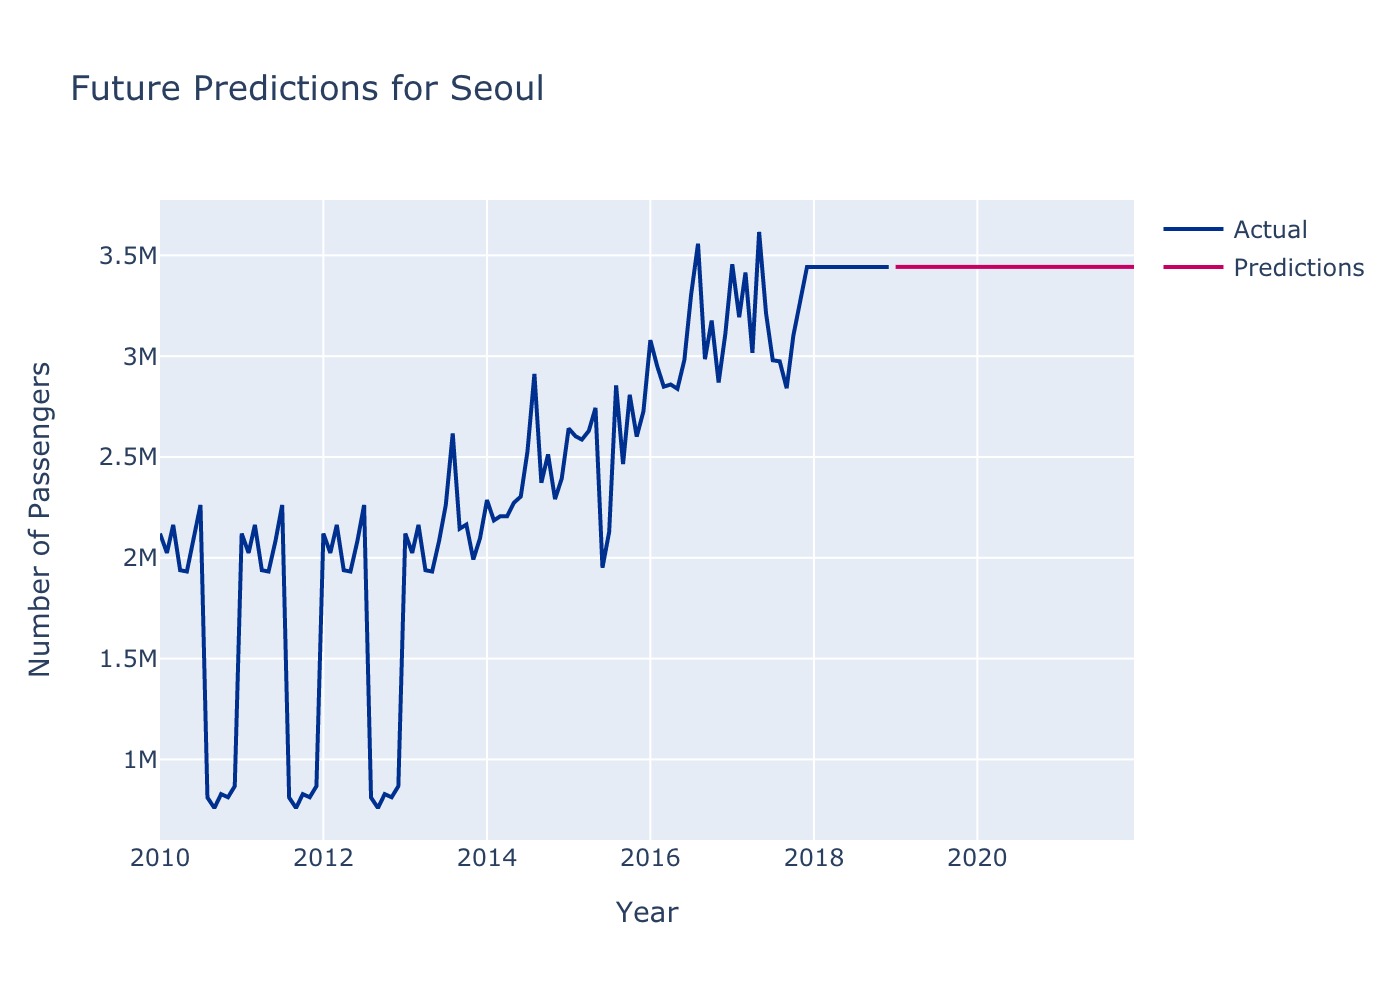 Future Predictions for Seoul
Actual
Predictions
3.5M
3M
2.5M
2M
1.5M
1M
Number of Passengers
2010 2012 2014 2016 2018 2020
Year